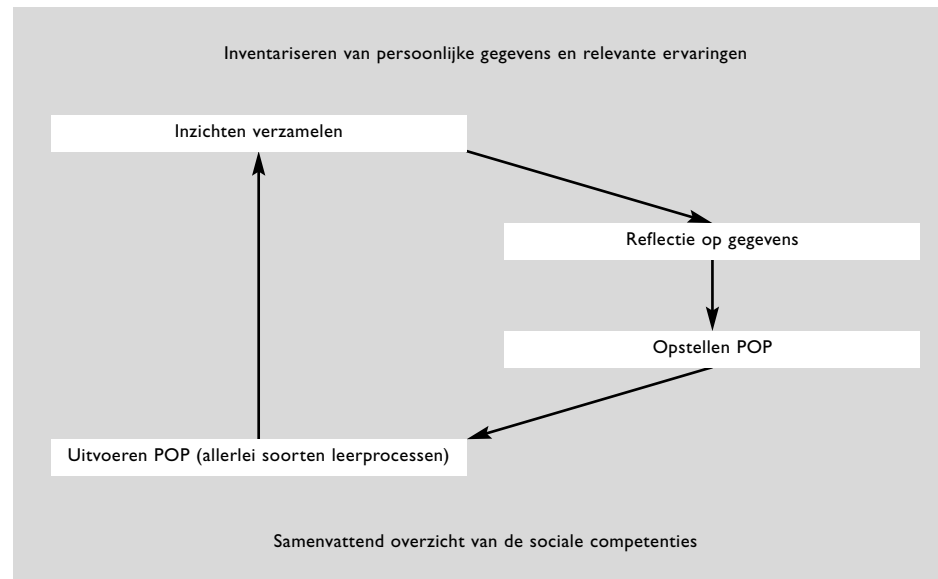 Inventariseren van persoonlijke gegevens en relevante ervaringen
Inzichten verzamelen
Reflectie op gegevens
Opstellen POP
Uitvoeren POP (allerlei soorten leerprocessen)
Samenvattend overzicht van de sociale competenties